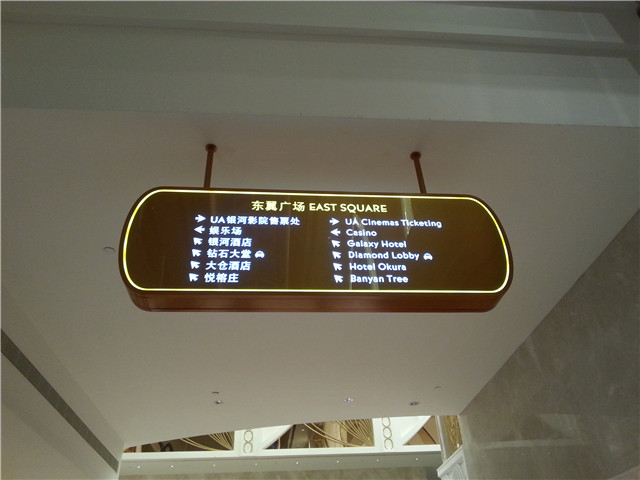 东翼广场 EAST SQUARE
UA银河影院售票处 UA Cinemas Ticketing
娱乐场 Casino
银河酒店 Galaxy Hotel
钻石大堂 Diamond Lobby
大仓酒店 Hotel Okura
悦榕庄 Banyan Tree